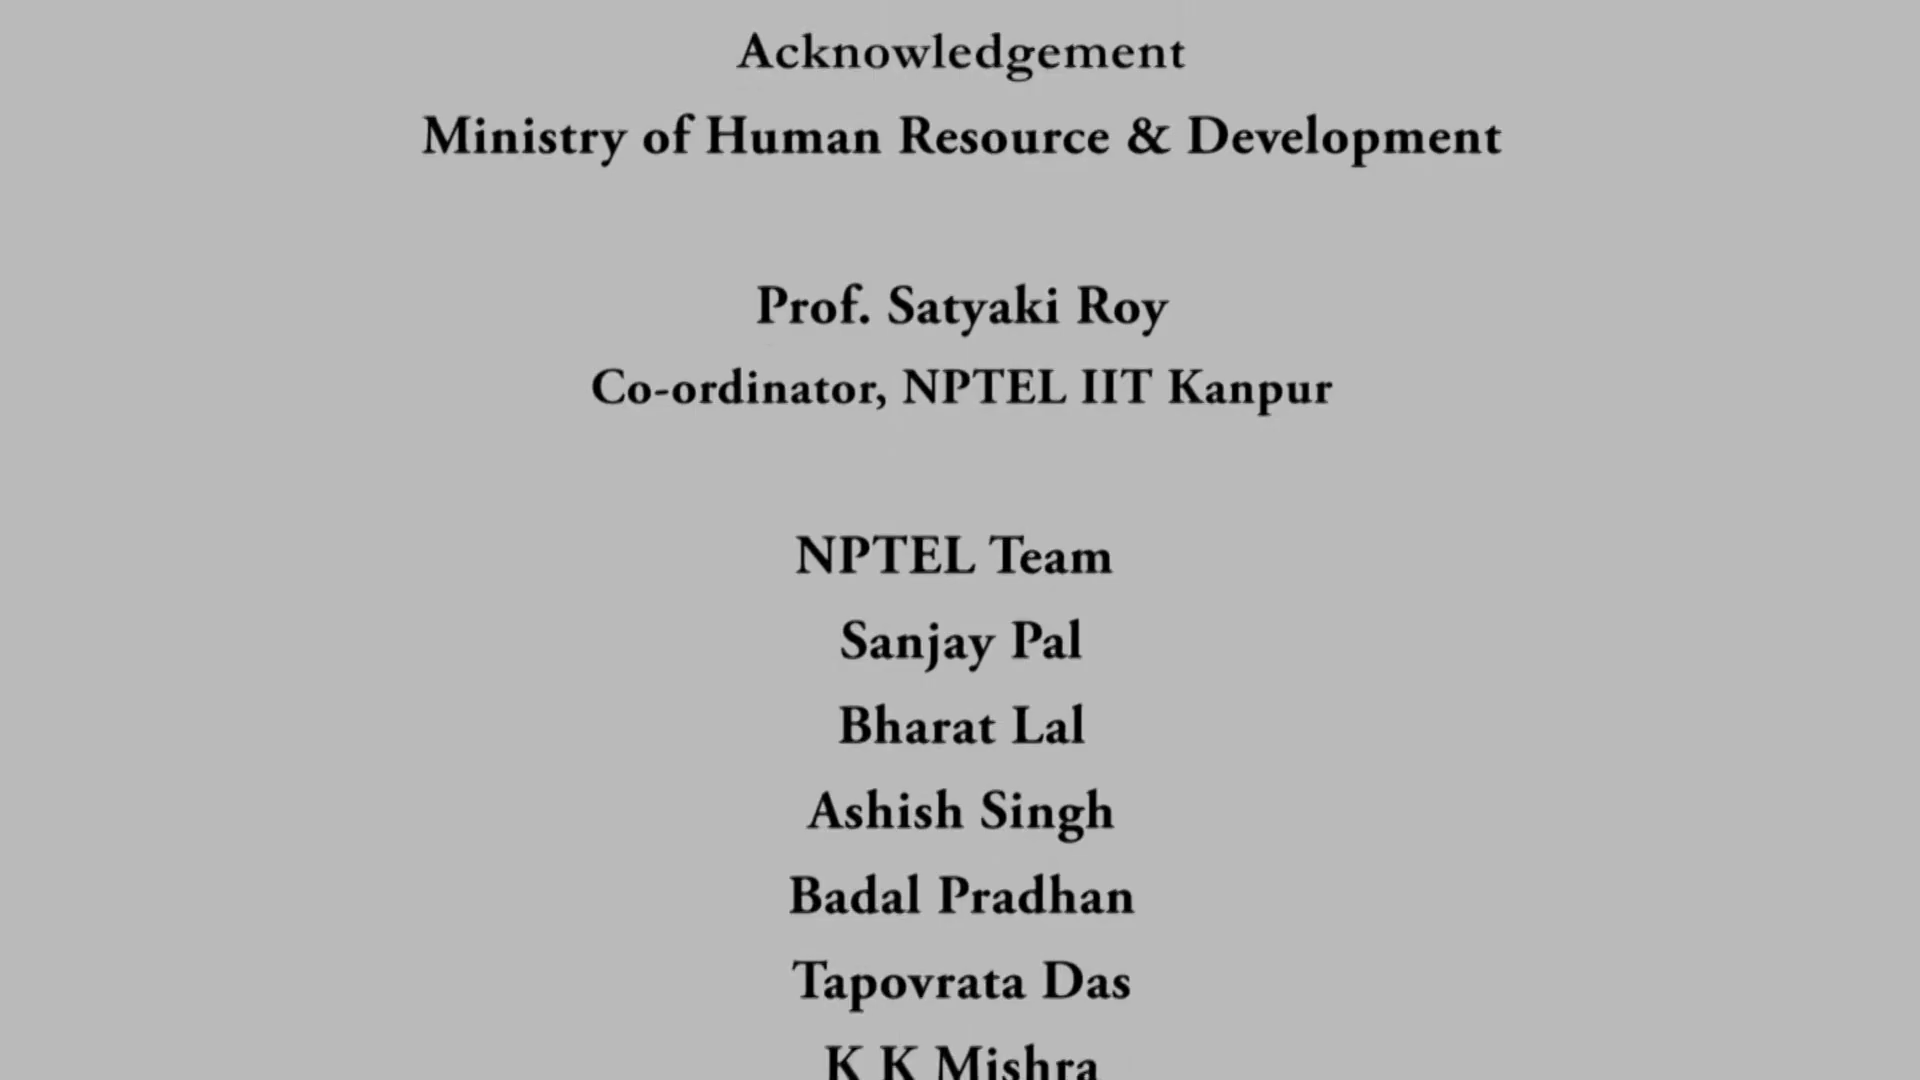 Acknowledgement
Ministry of Human Resource & Development
Prof. Satyaki Roy
Co-ordinator, NPTEL IIT Kanpur
NPTEL Team
Sanjay Pal
Bharat Lal
Ashish Singh
Badal Pradhan
Tapovrata Das
K K Mishra